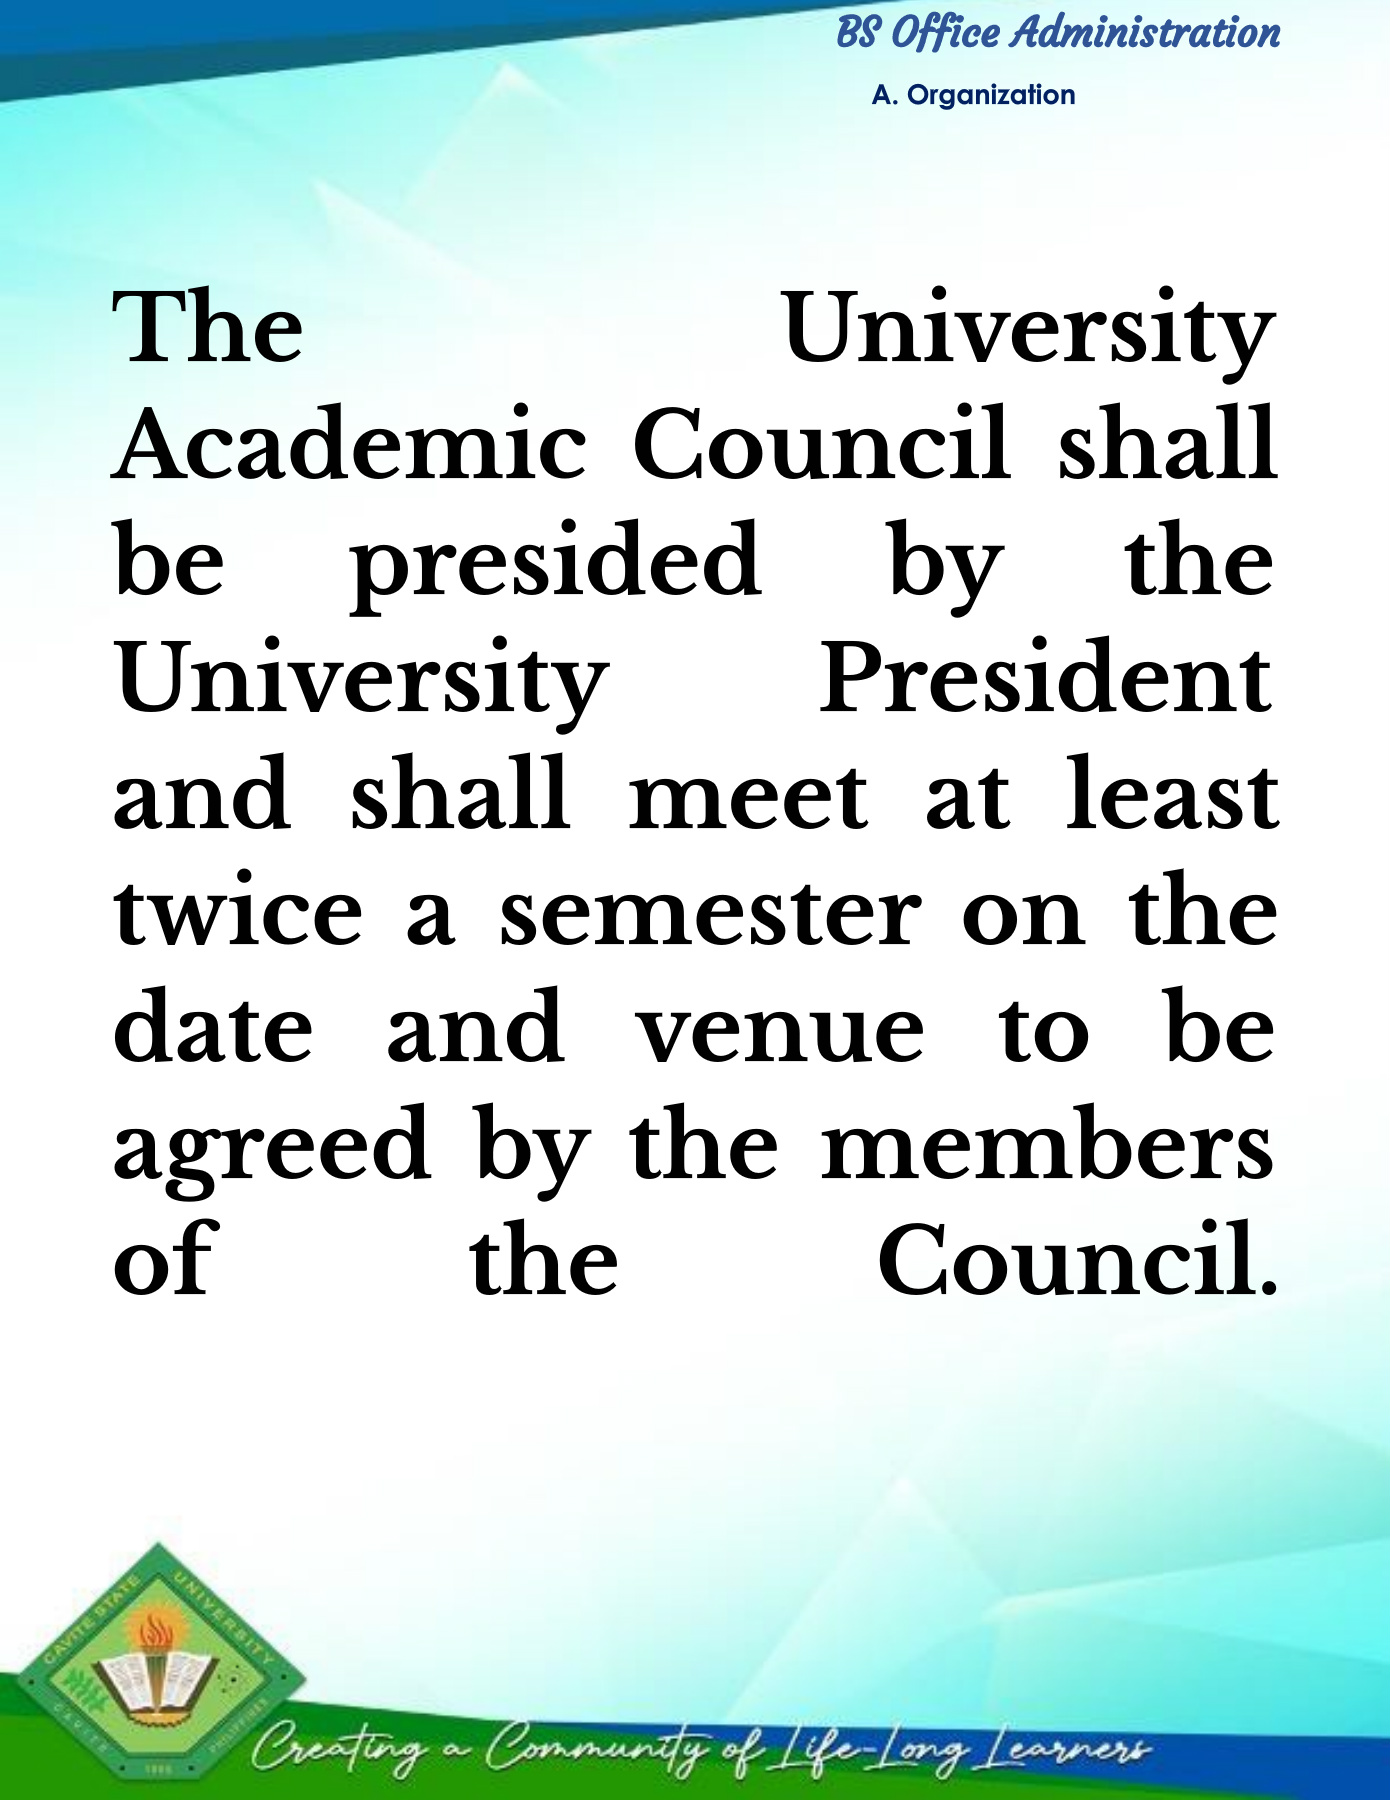 BS Office Administration
A. Organization
The University
Academic Council shall
be presided by the
University President
and shall meet at least
twice a semester on the
date and venue to be
agreed by the members
of the Council.
CAVITE STATE UNIVERSITY
CAVITE PHILIPPINES
1906
Creating a Community of Life-Long Learners